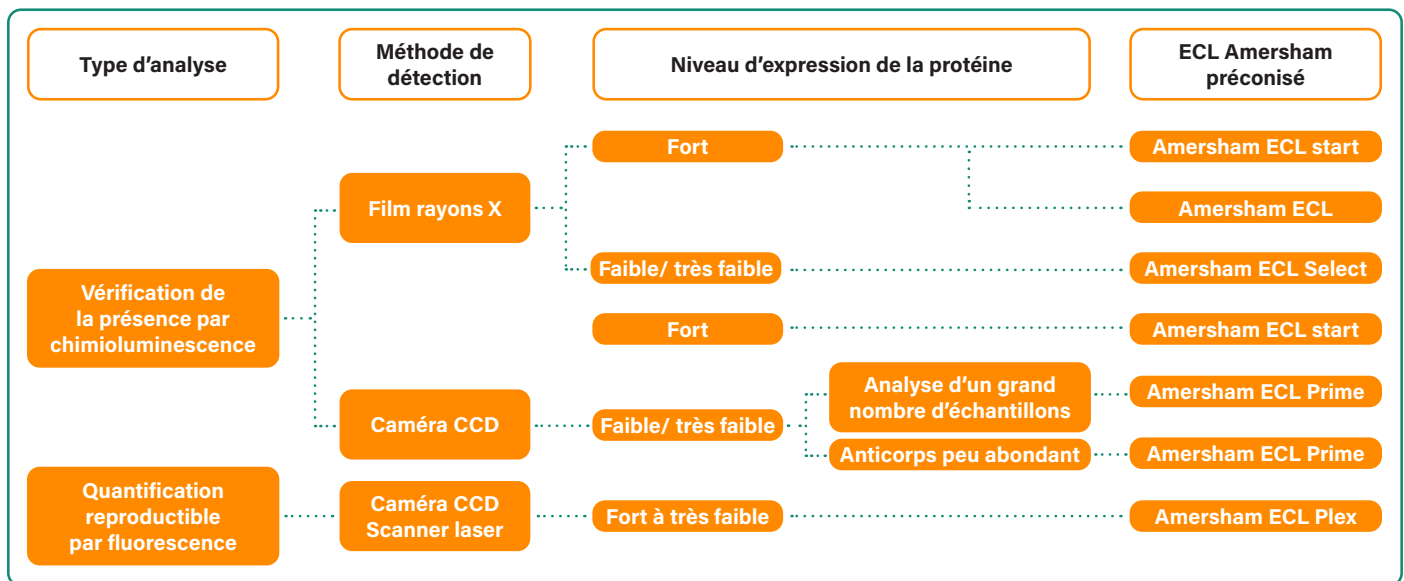 Type d'analyse
Méthode de
détection
Niveau d'expression de la protéine
ECL Amersham
préconisé
Fort
Amersham ECL start
Film rayons X
Amersham ECL
Faible/ très faible
Amersham ECL Select
Vérification de
la présence par
chimioluminescence
Fort
Amersham ECL start
Caméra CCD
Faible/ très faible
Analyse d'un grand
nombre d'échantillons
Amersham ECL Prime
Anticorps peu abondant
Amersham ECL Prime
Quantification
reproductible
par fluorescence
Caméra CCD
Scanner laser
Fort à très faible
Amersham ECL Plex